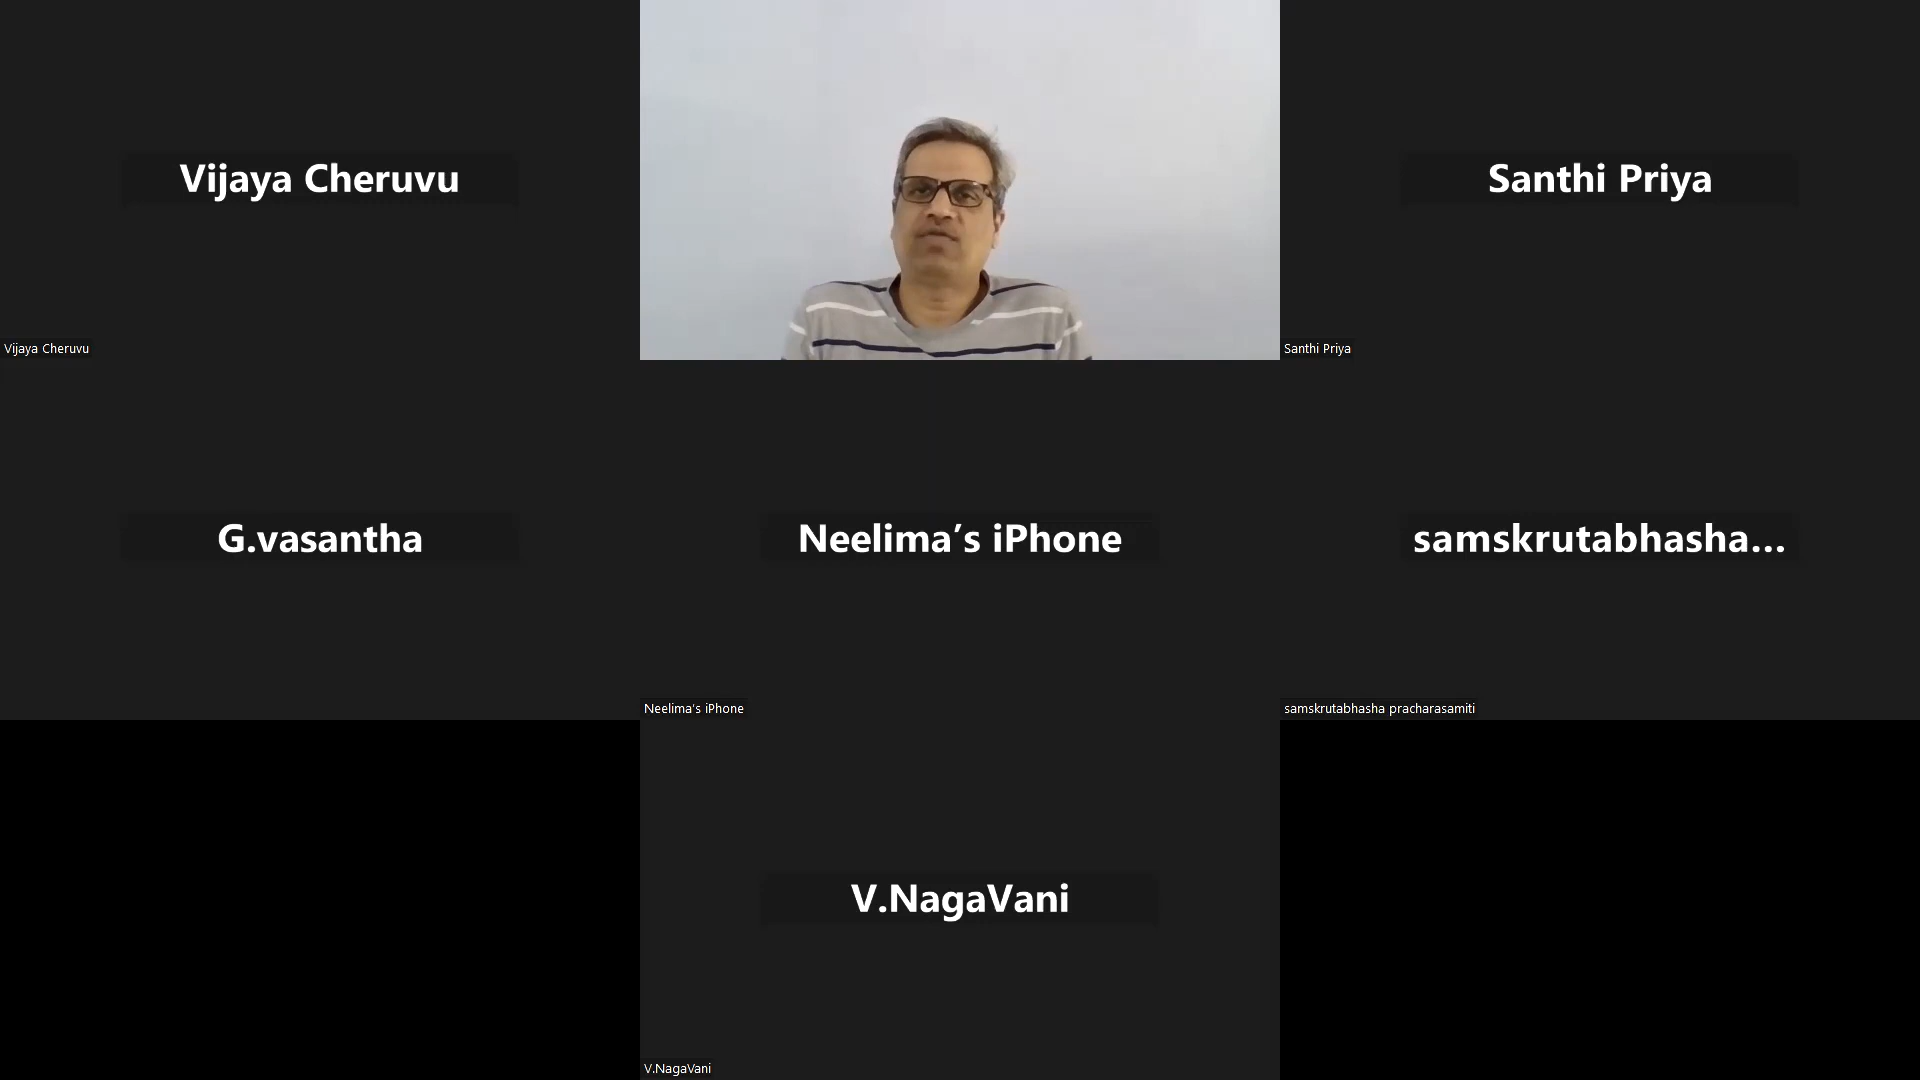 Vijaya Cheruvu
Vijaya Cheruvu
Santhi Priya
Santhi Priya
G.vasantha
Neelima’s iPhone
Neelima's iPhone
samskrutabhasha...
samskrutabhasha pracharasamiti
V.NagaVani
V.NagaVani